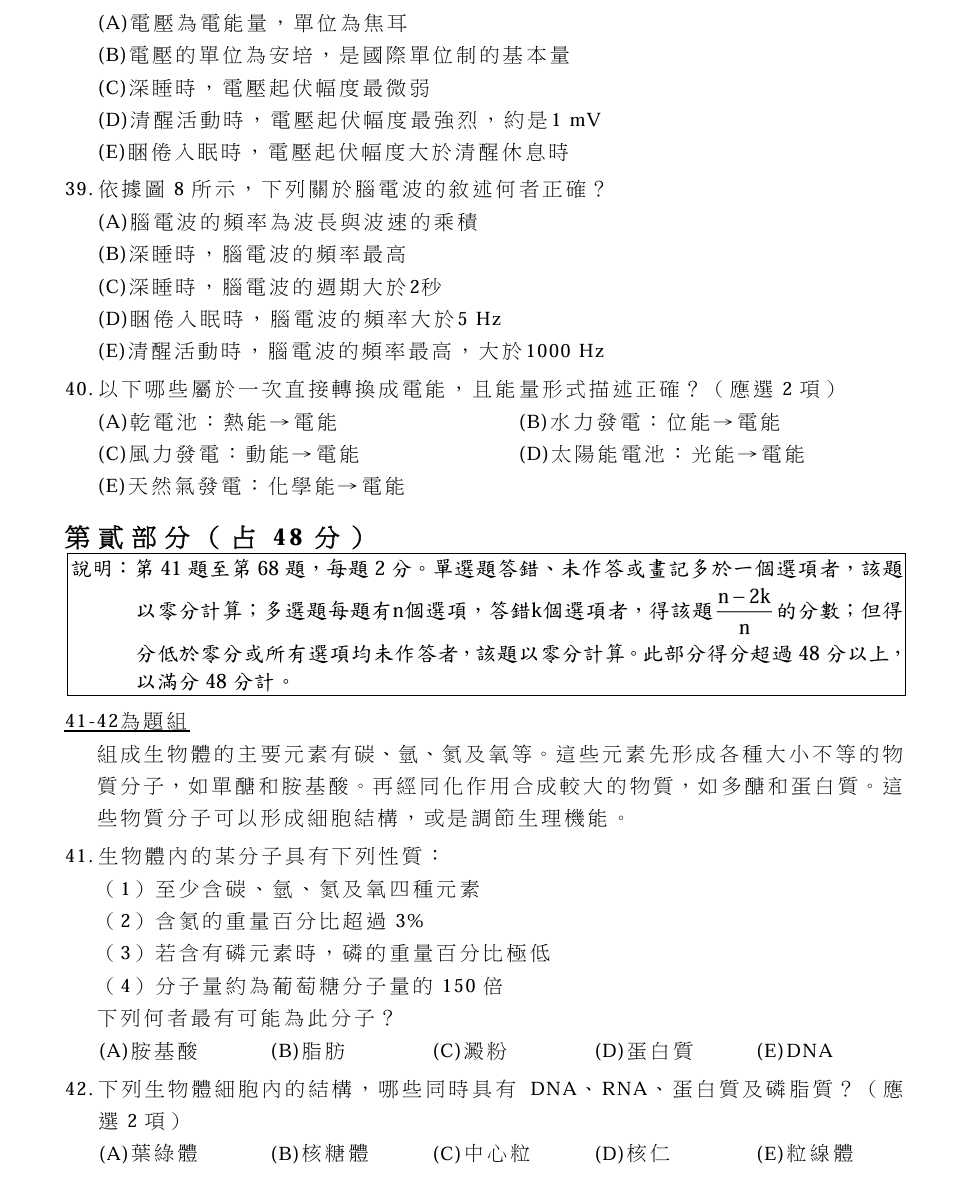 (A)電壓為電能量，單位為焦耳
(B)電壓的單位為安培，是國際單位制的基本量
(C)深睡時，電壓起伏幅度最微弱
(D)清醒活動時，電壓起伏幅度最強烈，約是1 mV
(E)睏倦入眠時，電壓起伏幅度大於清醒休息時
39.依據圖 8 所示，下列關於腦電波的敘述何者正確？
(A)腦電波的頻率為波長與波速的乘積
(B)深睡時，腦電波的頻率最高
(C)深睡時，腦電波的週期大於2秒
(D)睏倦入眠時，腦電波的頻率大於5 Hz
(E)清醒活動時，腦電波的頻率最高，大於1000 Hz
40.以下哪些屬於一次直接轉換成電能，且能量形式描述正確？（應選 2 項）
(A)乾電池：熱能→電能 (B)水力發電：位能→電能
(C)風力發電：動能→電能 (D)太陽能電池：光能→電能
(E)天然氣發電：化學能→電能
第貳部分（占 48 分）
說明：第 41 題至第 68 題，每題 2 分。單選題答錯、未作答或畫記多於一個選項者，該題
以零分計算；多選題每題有n個選項，答錯k個選項者，得該題 n－2k / n 的分數；但得
分低於零分或所有選項均未作答者，該題以零分計算。此部分得分超過 48 分以上，
以滿分 48 分計。
41-42為題組
組成生物體的主要元素有碳、氫、氮及氧等。這些元素先形成各種大小不等的物
質分子，如單醣和胺基酸。再經同化作用合成較大的物質，如多醣和蛋白質。這
些物質分子可以形成細胞結構，或是調節生理機能。
41.生物體內的某分子具有下列性質：
（1）至少含碳、氫、氮及氧四種元素
（2）含氮的重量百分比超過 3%
（3）若含有磷元素時，磷的重量百分比極低
（4）分子量約為葡萄糖分子量的 150 倍
下列何者最有可能為此分子？
(A)胺基酸 (B)脂肪 (C)澱粉 (D)蛋白質 (E)DNA
42.下列生物體細胞內的結構，哪些同時具有 DNA、RNA、蛋白質及磷脂質？（應
選 2 項）
(A)葉綠體 (B)核糖體 (C)中心粒 (D)核仁 (E)粒線體